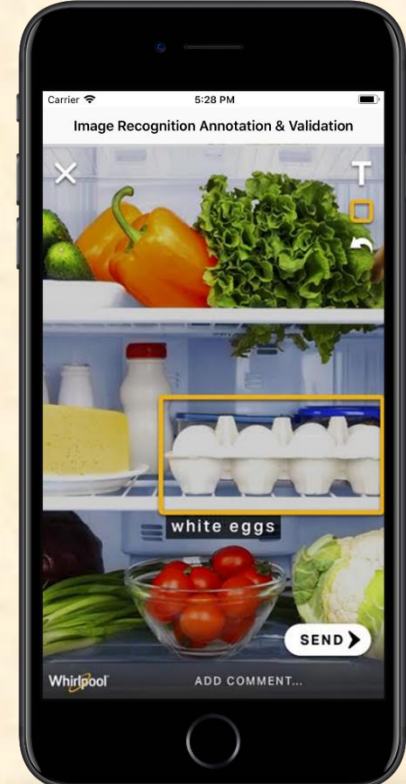 Carrier 5:28 PM
Image Recognition Annotation & Validation
T
white eggs
SEND
Whirlpool ADD COMMENT...